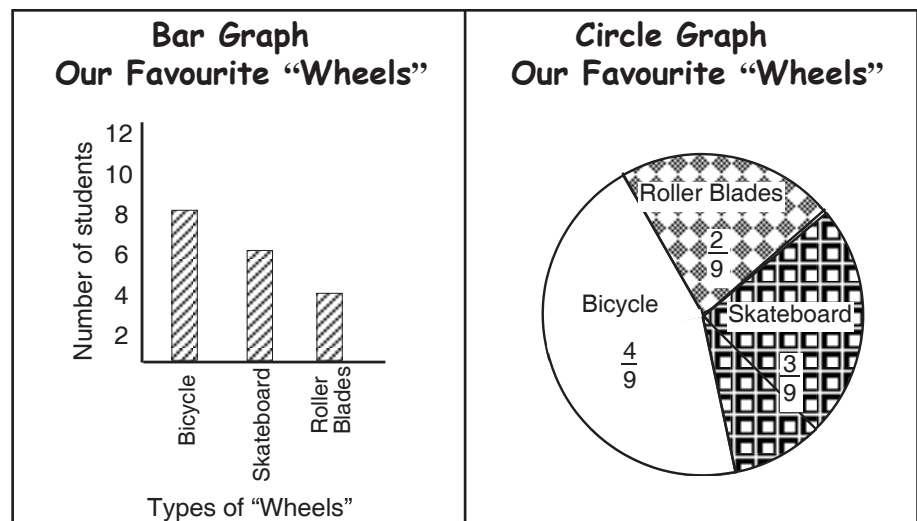 Bar Graph
Our Favourite “Wheels”
12
10
8
6
4
2
Number of students
Bicycle
Skateboard
Roller
Blades
Types of “Wheels”
Circle Graph
Our Favourite “Wheels”
Roller Blades
2
9
Bicycle
4
9
Skateboard
3
9